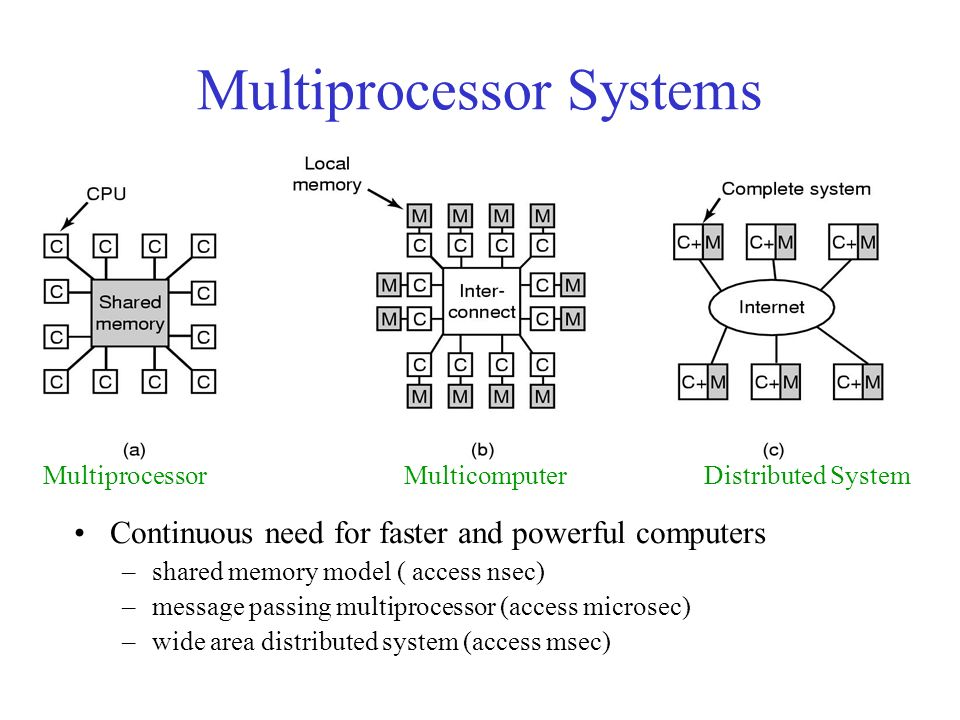 Multiprocessor Systems
CPU
C C C C
C C
Shared
memory
C C
C C C C
(a)
Multiprocessor
Local
memory
M M M M
C C C C
M C C M
Inter-
connect
M C C M
C C C C
M M M M
(b)
Multicomputer
Complete system
C+M C+M C+M
Internet
C+M C+M C+M
(c)
Distributed System
• Continuous need for faster and powerful computers
– shared memory model ( access nsec)
– message passing multiprocessor (access microsec)
– wide area distributed system (access msec)